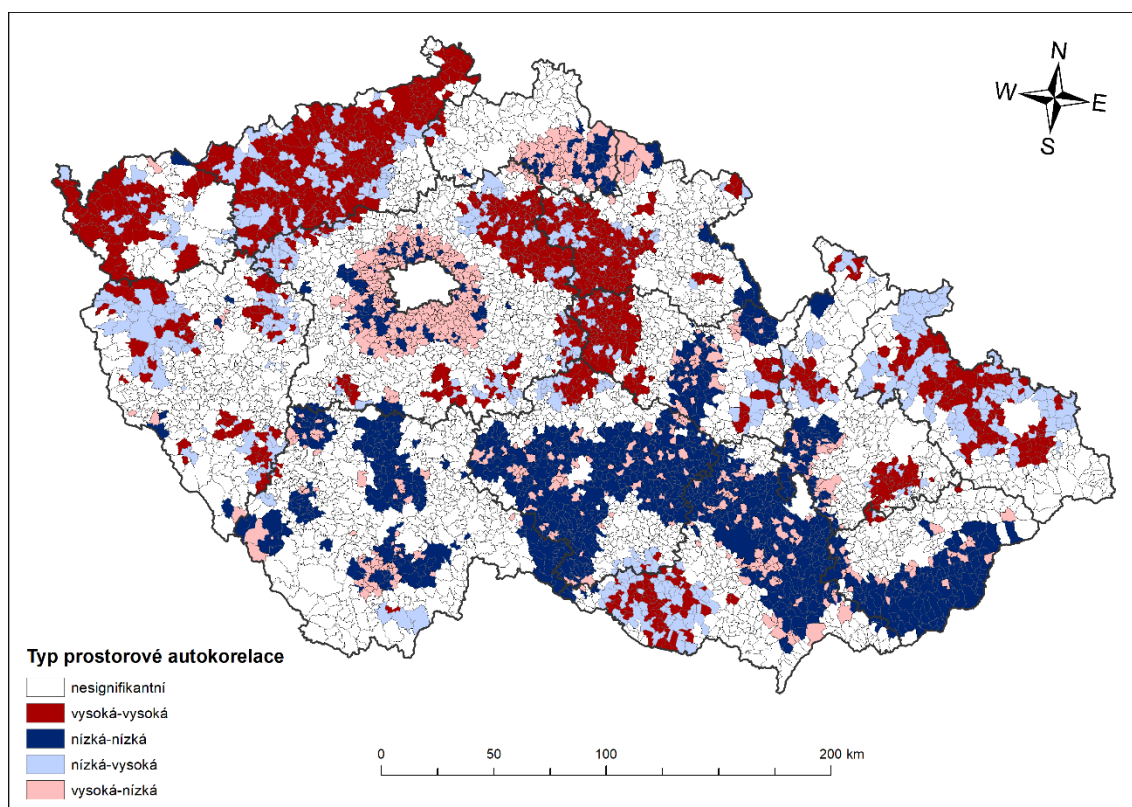 N
W E
S
Typ prostorové autokorelace
nesignifikantní
vysoká-vysoká
nízká-nízká
nízká-vysoká
vysoká-nízká
0 50 100 200 km